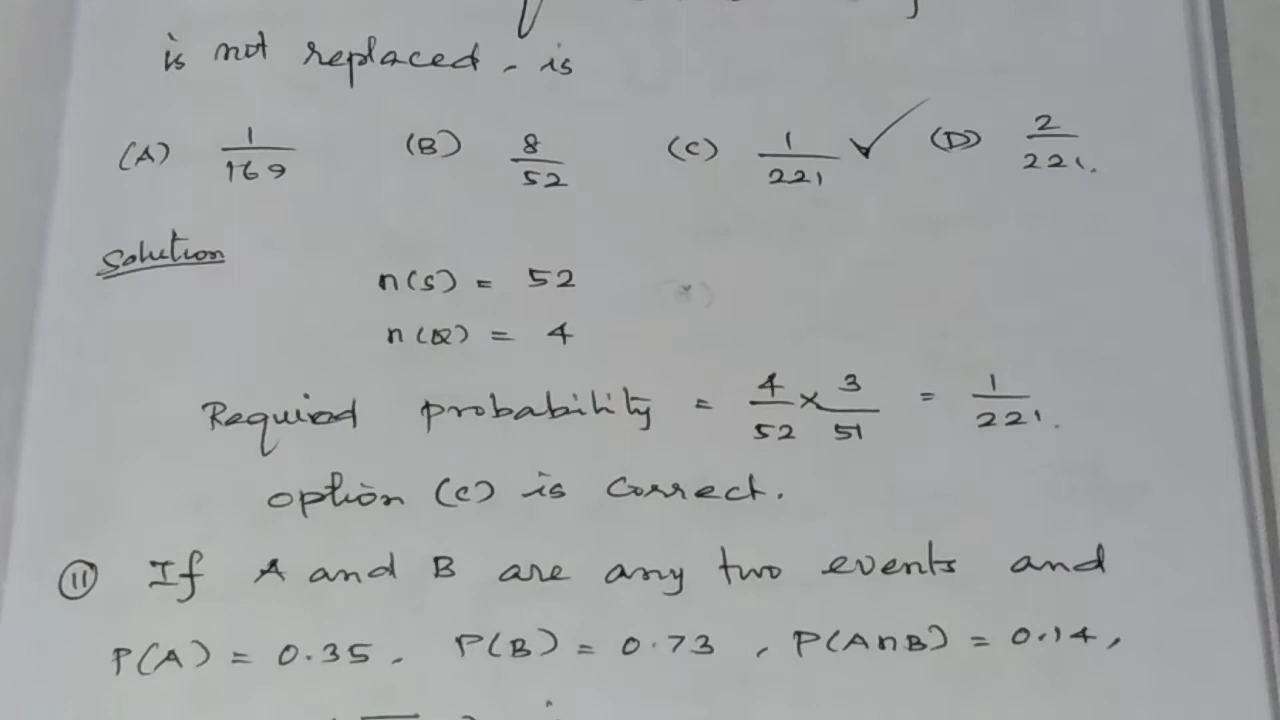 is not replaced, is
(A) 1/169 (B) 8/52 (C) 1/221 ✓ (D) 2/221.
Solution
n(S) = 52
n(Q) = 4
Required probability = 4/52 × 3/51 = 1/221.
option (C) is correct.
(11) If A and B are any two events and
P(A) = 0.35, P(B) = 0.73, P(A∩B) = 0.14,